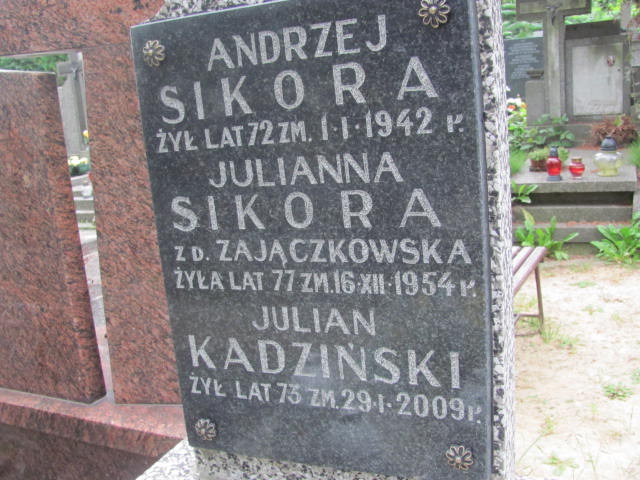 ANDRZEJ
SIKORA
ŻYŁ LAT 72 ZM. 1·I·1942 r.
JULIANNA
SIKORA
Z D. ZAJĄCZKOWSKA
ŻYŁA LAT 77 ZM. 16·XII·1954 r.
JULIAN
KADZIŃSKI
ŻYŁ LAT 73 ZM. 29·I·2009 r.